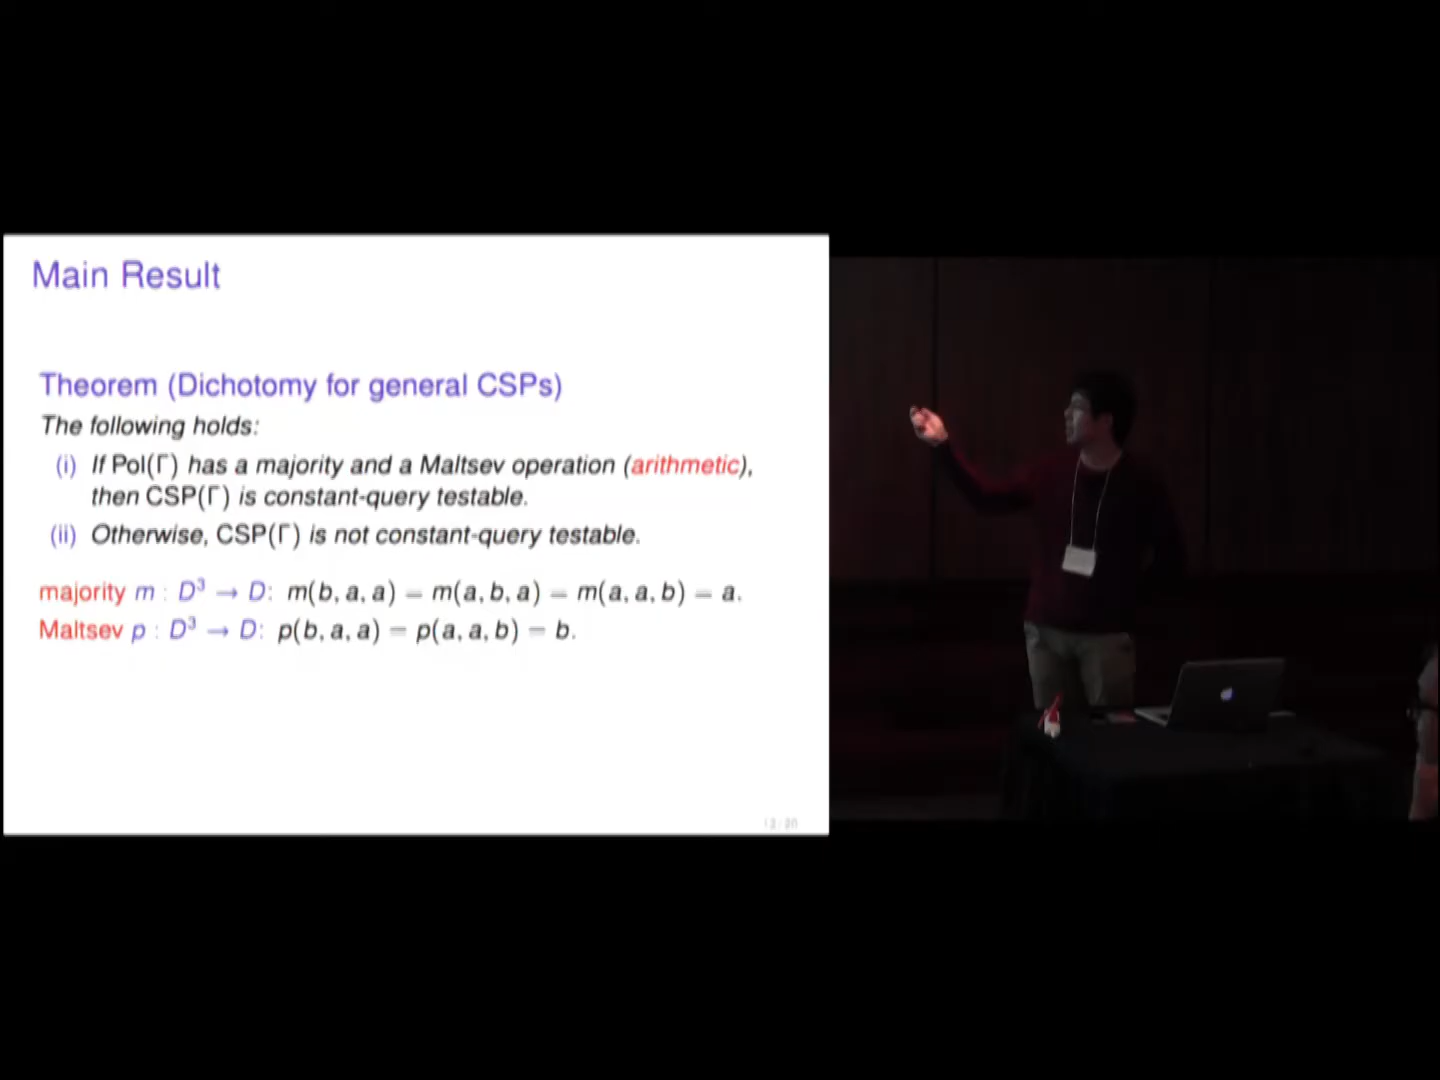 Main Result
Theorem (Dichotomy for general CSPs)
The following holds:
(i) If Pol(Γ) has a majority and a Maltsev operation (arithmetic),
then CSP(Γ) is constant-query testable.
(ii) Otherwise, CSP(Γ) is not constant-query testable.
majority m : D³ → D: m(b, a, a) = m(a, b, a) = m(a, a, b) = a.
Maltsev p : D³ → D: p(b, a, a) = p(a, a, b) = b.